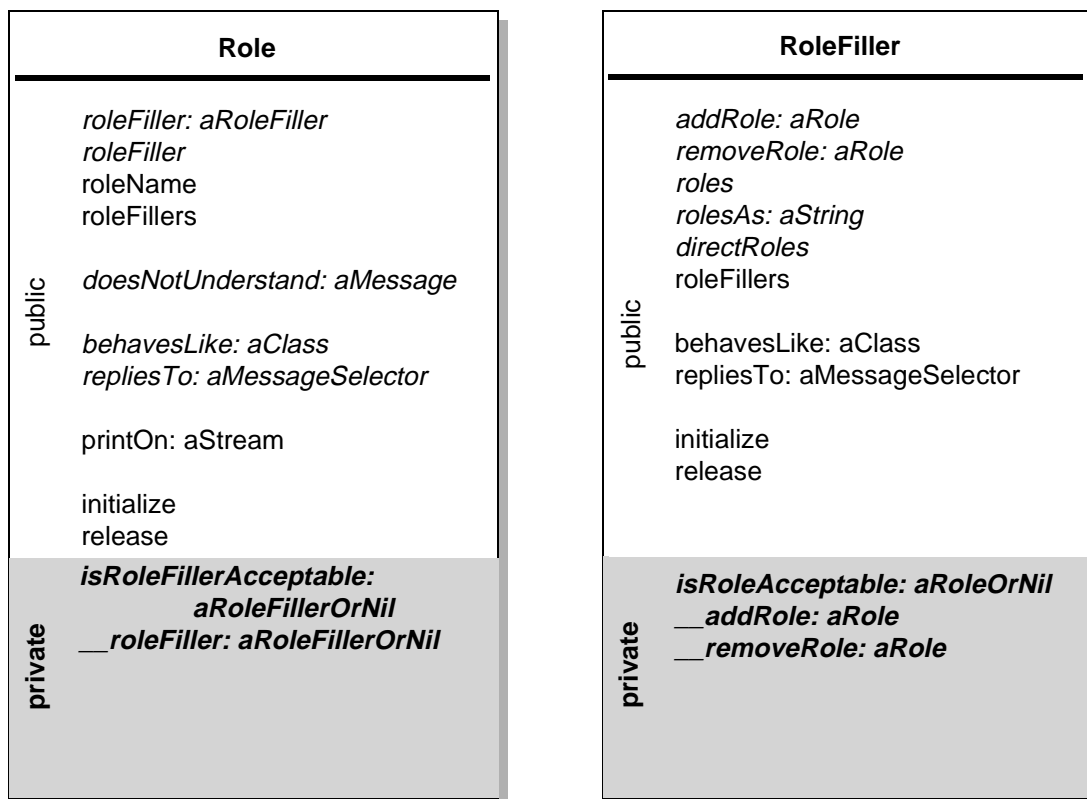 Role
roleFiller: aRoleFiller
roleFiller
roleName
roleFillers
doesNotUnderstand: aMessage
behavesLike: aClass
repliesTo: aMessageSelector
printOn: aStream
initialize
release
public
isRoleFillerAcceptable:
aRoleFillerOrNil
__roleFiller: aRoleFillerOrNil
private
RoleFiller
addRole: aRole
removeRole: aRole
roles
rolesAs: aString
directRoles
roleFillers
behavesLike: aClass
repliesTo: aMessageSelector
initialize
release
public
isRoleAcceptable: aRoleOrNil
__addRole: aRole
__removeRole: aRole
private